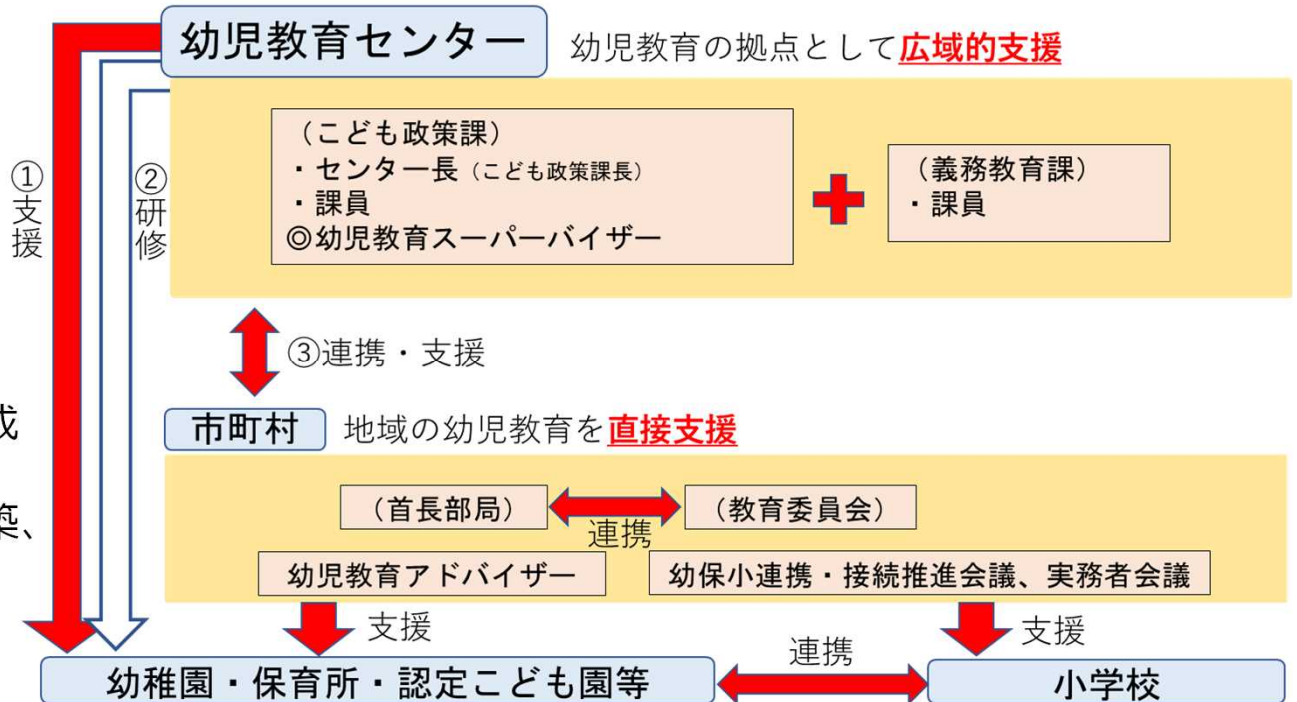 幼児教育センター
幼児教育の拠点として広域的支援
①支援
②研修
（こども政策課）
・センター長（こども政策課長）
・課員
◎幼児教育スーパーバイザー
（義務教育課）
・課員
③連携・支援
成
築、
市町村
地域の幼児教育を直接支援
（首長部局）
連携
（教育委員会）
幼児教育アドバイザー
幼保小連携・接続推進会議、実務者会議
支援
支援
連携
幼稚園・保育所・認定こども園等
小学校